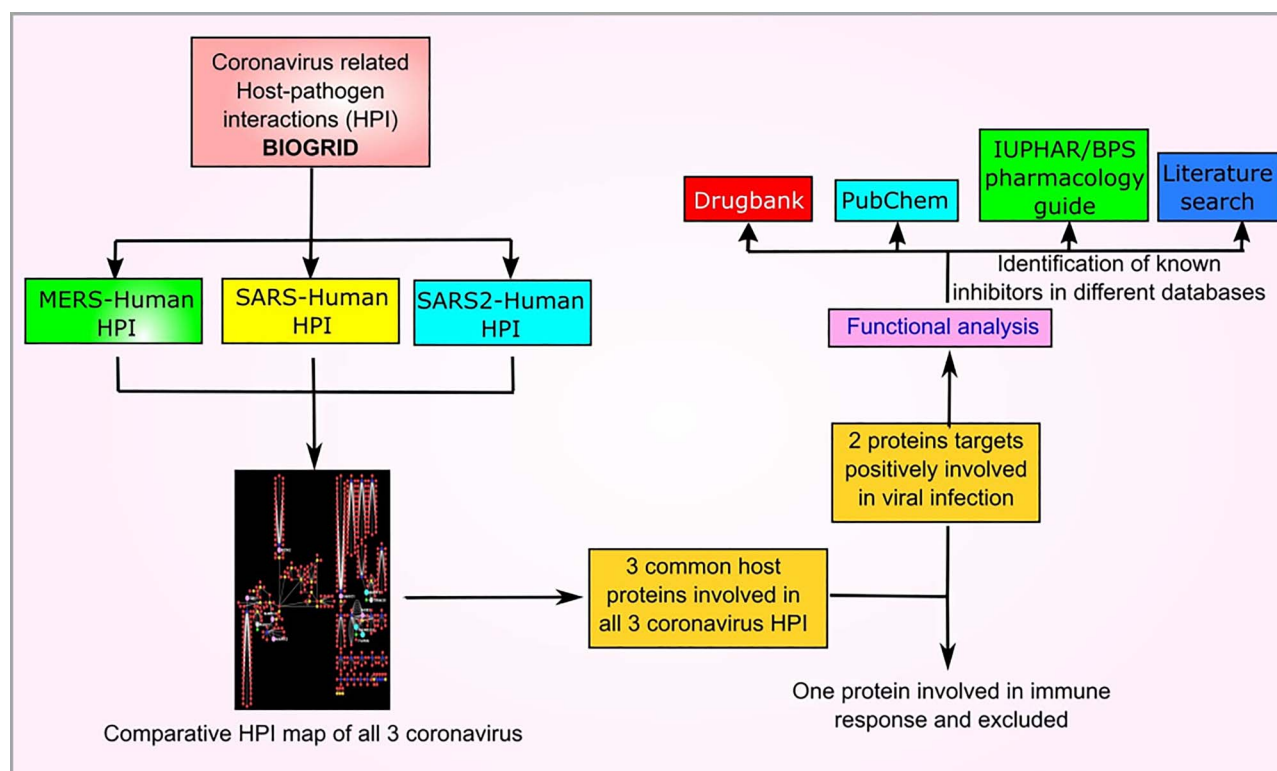 Coronavirus related
Host-pathogen
interactions (HPI)
BIOGRID
MERS-Human
HPI
SARS-Human
HPI
SARS2-Human
HPI
Comparative HPI map of all 3 coronavirus
3 common host
proteins involved in
all 3 coronavirus HPI
One protein involved in immune
response and excluded
2 proteins targets
positively involved
in viral infection
Functional analysis
Identification of known
inhibitors in different databases
Drugbank
PubChem
IUPHAR/BPS
pharmacology
guide
Literature
search